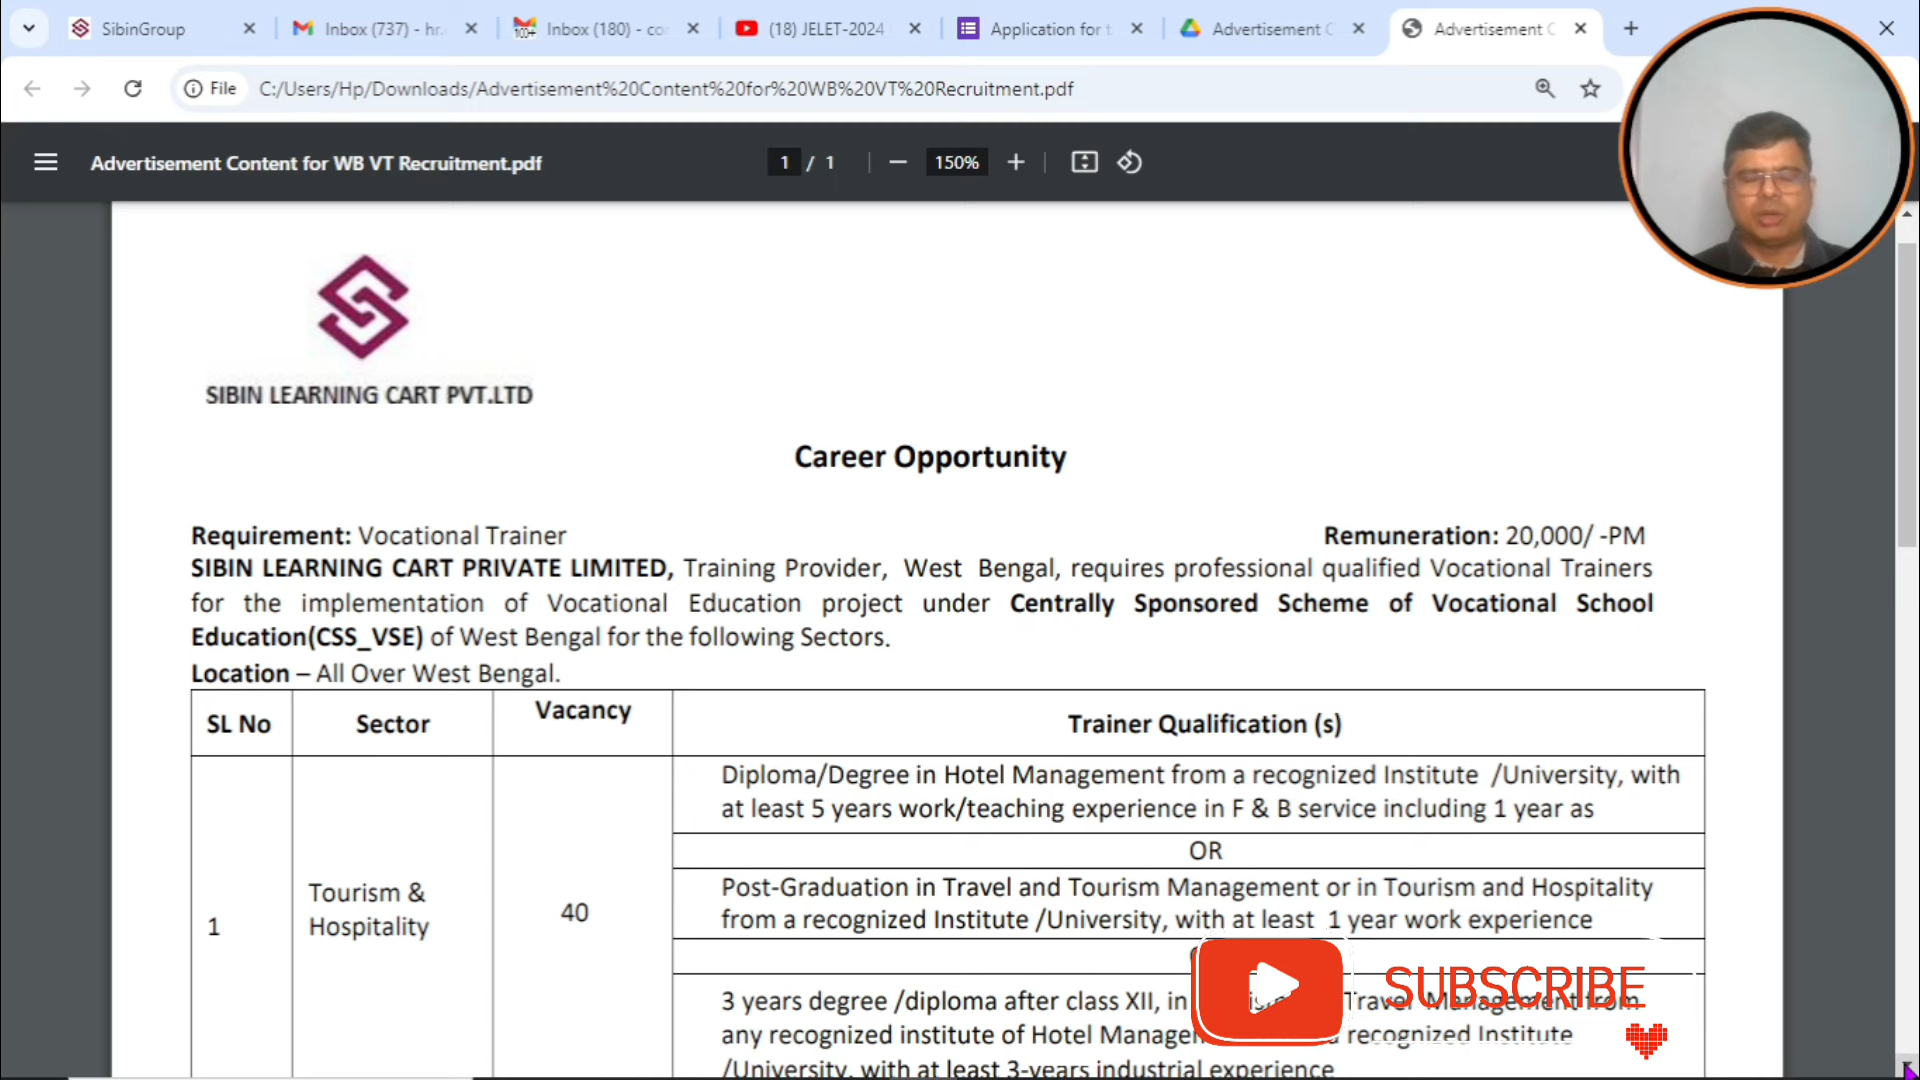 SibinGroup
Inbox (737) - hr.
Inbox (180) - co
(18) JELET-2024
Application for t
Advertisement C
Advertisement C
File
C:/Users/Hp/Downloads/Advertisement%20Content%20for%20WB%20VT%20Recruitment.pdf
Advertisement Content for WB VT Recruitment.pdf
1 / 1
150%
SIBIN LEARNING CART PVT.LTD
Career Opportunity
Requirement: Vocational Trainer
Remuneration: 20,000/ -PM
SIBIN LEARNING CART PRIVATE LIMITED, Training Provider, West Bengal, requires professional qualified Vocational Trainers
for the implementation of Vocational Education project under Centrally Sponsored Scheme of Vocational School
Education(CSS_VSE) of West Bengal for the following Sectors.
Location – All Over West Bengal.
SL No
Sector
Vacancy
Trainer Qualification (s)
Diploma/Degree in Hotel Management from a recognized Institute /University, with
at least 5 years work/teaching experience in F & B service including 1 year as
OR
Post-Graduation in Travel and Tourism Management or in Tourism and Hospitality
from a recognized Institute /University, with at least 1 year work experience
1
Tourism &
Hospitality
40
3 years degree /diploma after class XII, in Travel Management from
any recognized institute of Hotel recognized Institute
/University, with at least 3-years industrial experience
SUBSCRIBE